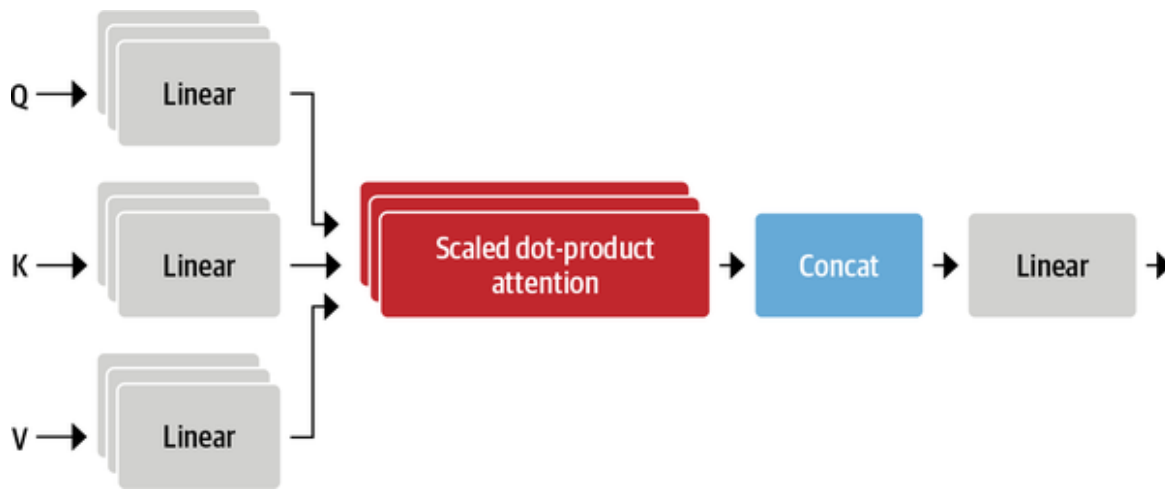 Q
Linear
K
Linear
V
Linear
Scaled dot-product
attention
Concat
Linear